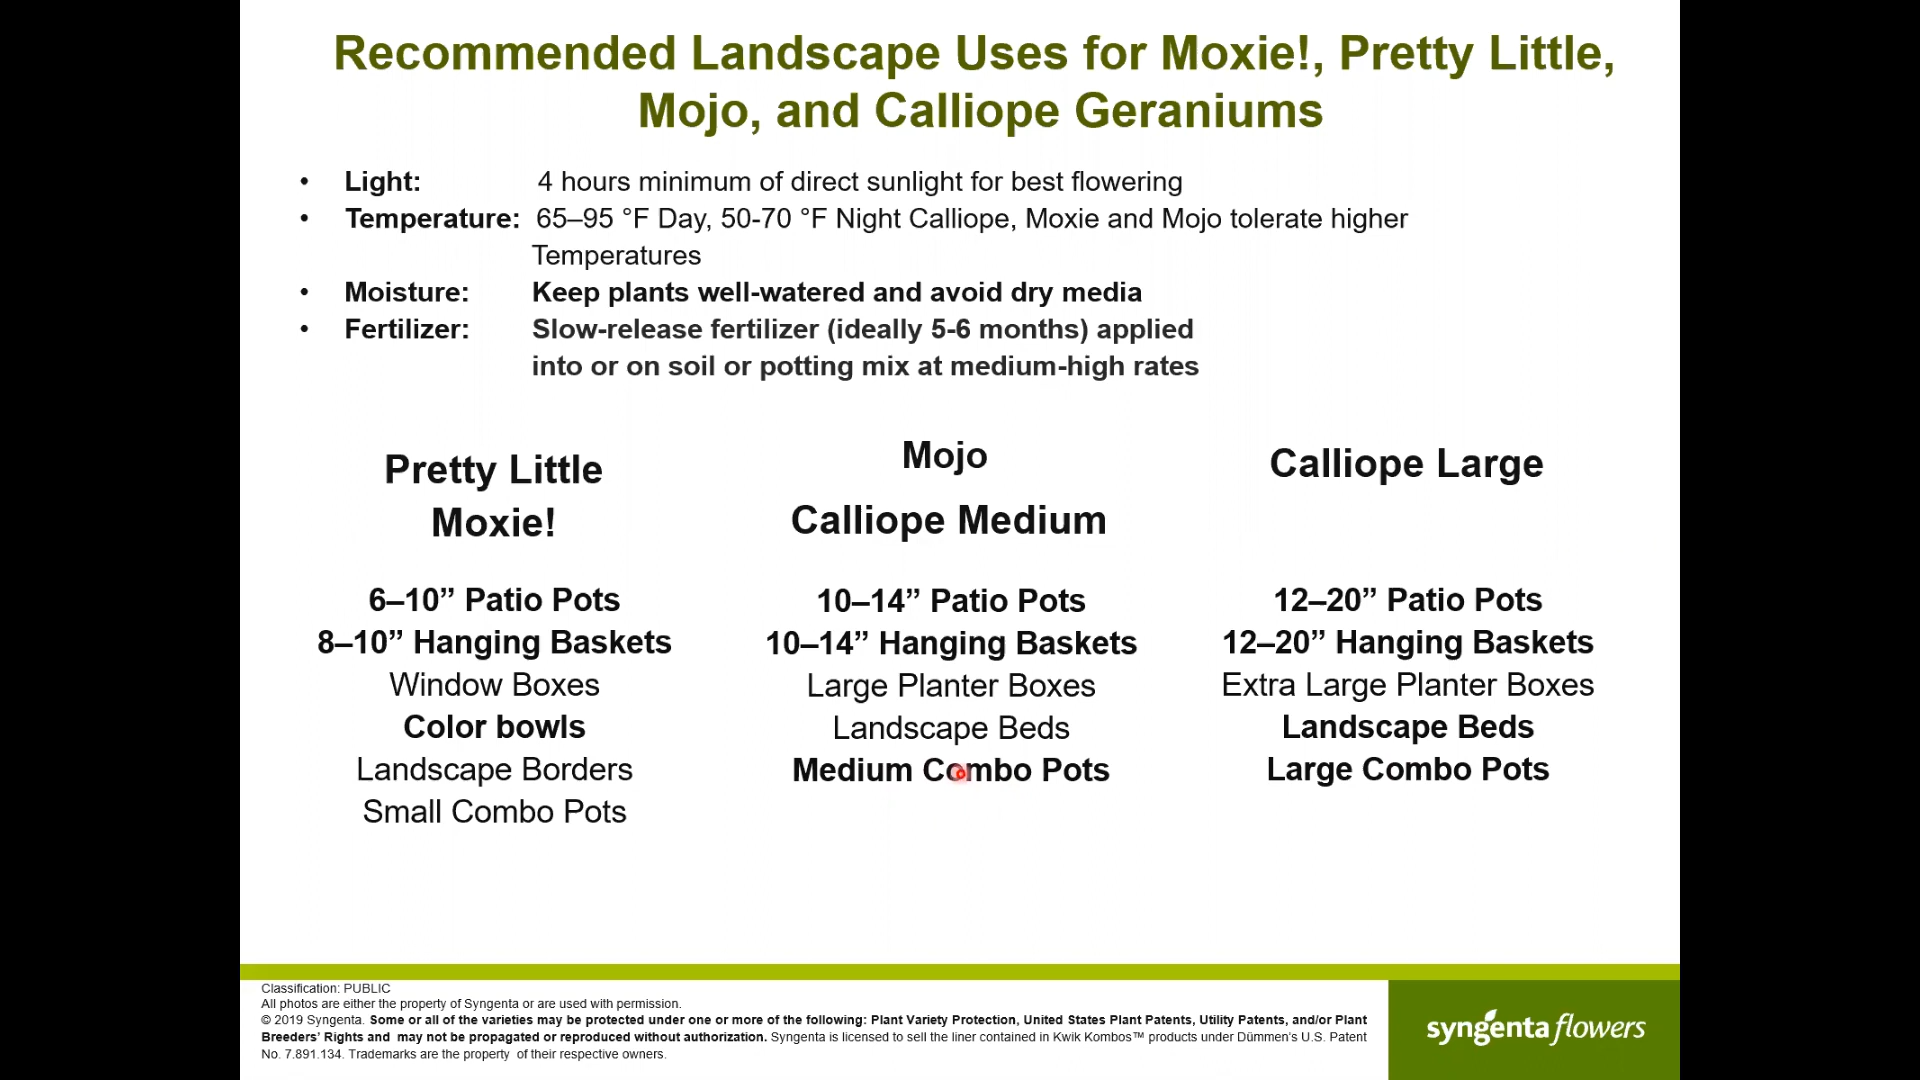 Recommended Landscape Uses for Moxie!, Pretty Little,
Mojo, and Calliope Geraniums
• Light: 4 hours minimum of direct sunlight for best flowering
• Temperature: 65–95 °F Day, 50-70 °F Night Calliope, Moxie and Mojo tolerate higher
Temperatures
• Moisture: Keep plants well-watered and avoid dry media
• Fertilizer: Slow-release fertilizer (ideally 5-6 months) applied
into or on soil or potting mix at medium-high rates
Pretty Little
Moxie!
6–10” Patio Pots
8–10” Hanging Baskets
Window Boxes
Color bowls
Landscape Borders
Small Combo Pots
Mojo
Calliope Medium
10–14” Patio Pots
10–14” Hanging Baskets
Large Planter Boxes
Landscape Beds
Medium Combo Pots
Calliope Large
12–20” Patio Pots
12–20” Hanging Baskets
Extra Large Planter Boxes
Landscape Beds
Large Combo Pots
Classification: PUBLIC
All photos are either the property of Syngenta or are used with permission.
© 2019 Syngenta. Some or all of the varieties may be protected under one or more of the following: Plant Variety Protection, United States Plant Patents, Utility Patents, and/or Plant
Breeders’ Rights and may not be propagated or reproduced without authorization. Syngenta is licensed to sell the liner contained in Kwik Kombos™ products under Dümmen’s U.S. Patent
No. 7.891.134. Trademarks are the property of their respective owners.
syngenta flowers